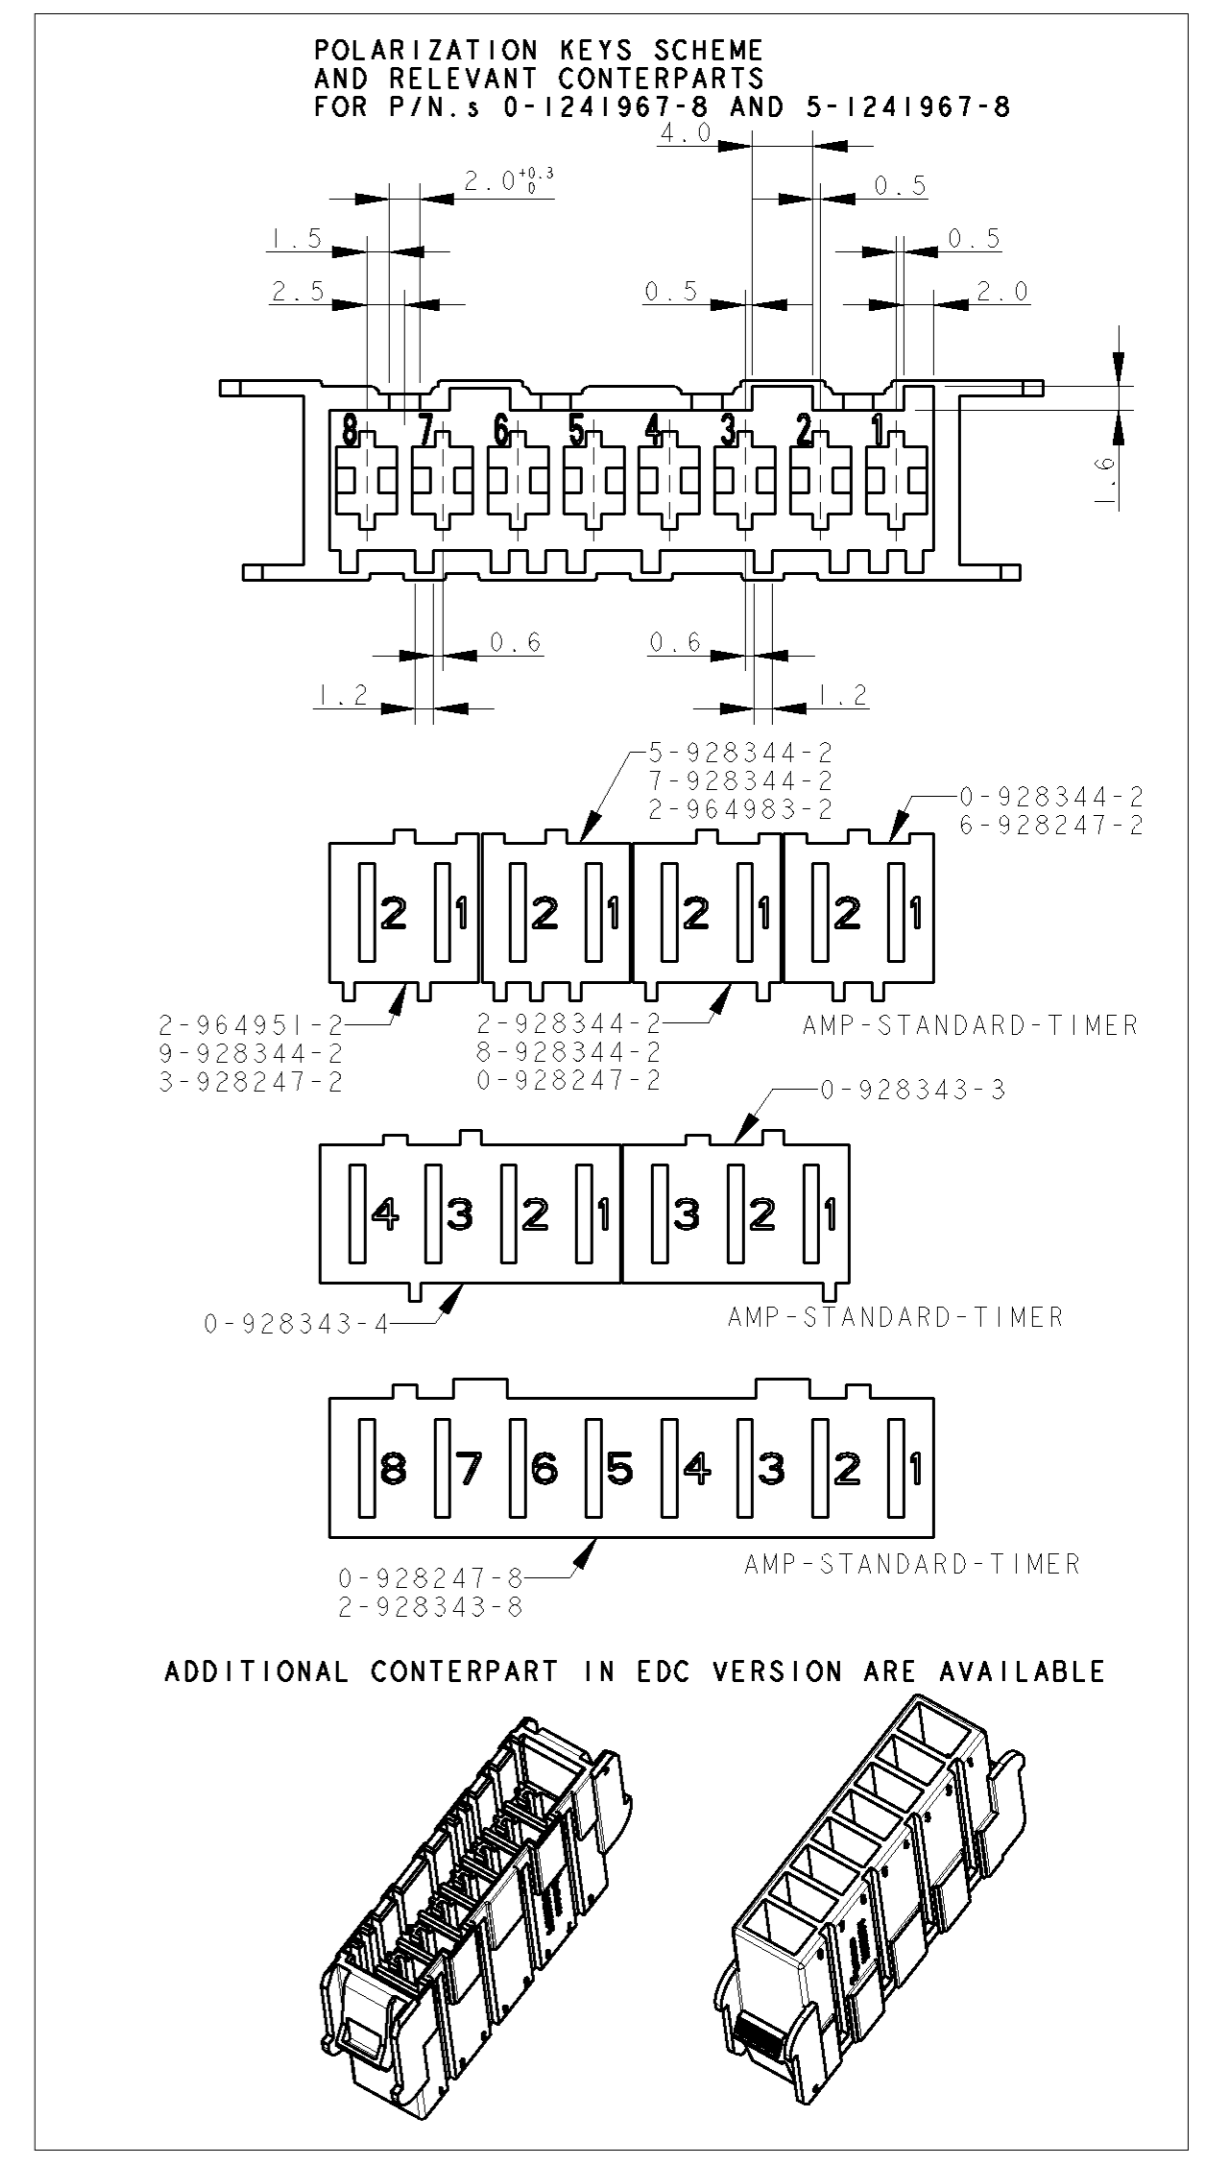 POLARIZATION KEYS SCHEME
AND RELEVANT CONTERPARTS
FOR P/N.s 0-1241967-8 AND 5-1241967-8
4.0
2.0 +0.3 0
0.5
1.5
0.5
2.5
0.5
2.0
8 7 6 5 4 3 2 1
1.6
0.6
0.6
1.2
1.2
5-928344-2
7-928344-2
2-964983-2
0-928344-2
6-928247-2
2 1 2 1 2 1 2 1
2-964951-2
9-928344-2
3-928247-2
2-928344-2
8-928344-2
0-928247-2
AMP-STANDARD-TIMER
0-928343-3
4 3 2 1 3 2 1
0-928343-4
AMP-STANDARD-TIMER
8 7 6 5 4 3 2 1
0-928247-8
2-928343-8
AMP-STANDARD-TIMER
ADDITIONAL CONTERPART IN EDC VERSION ARE AVAILABLE